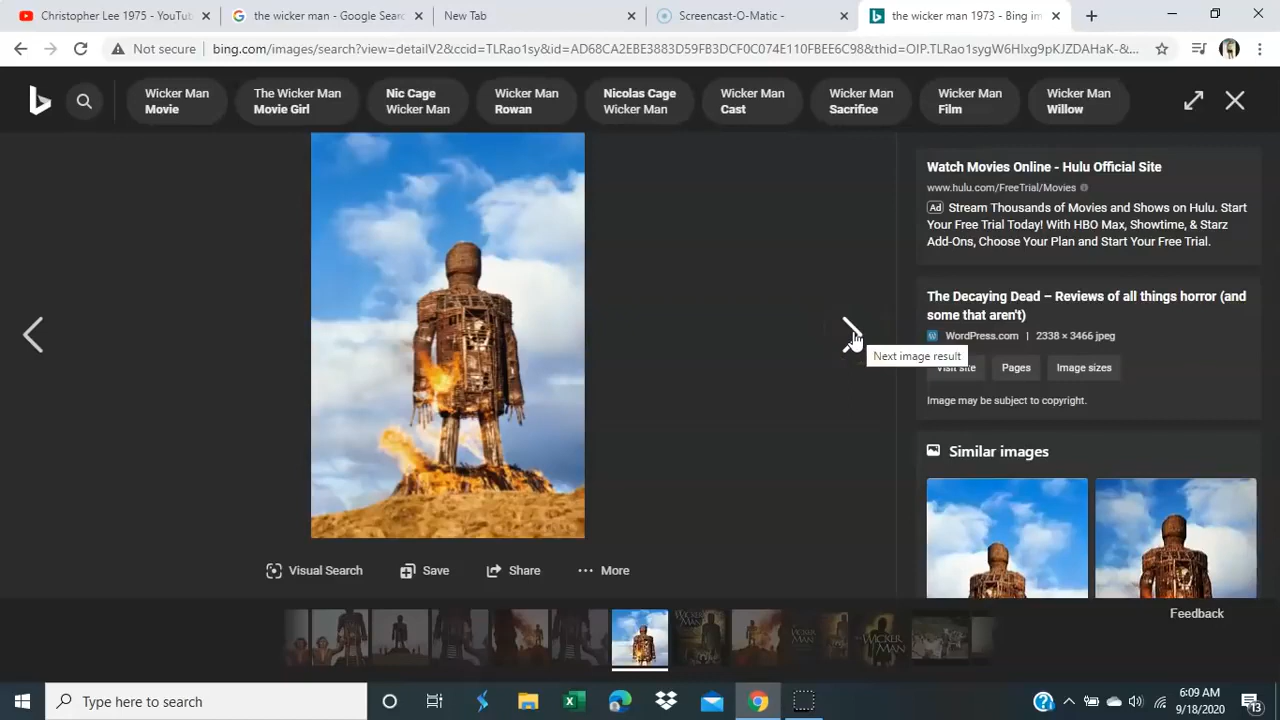 Christopher Lee 1975 - YouTu
the wicker man - Google Searc
New Tab
Screencast-O-Matic -
the wicker man 1973 - Bing im
Not secure
bing.com/images/search?view=detailV2&ccid=TLRao1sy&id=AD68CA2EBE3883D59FB3DCF0C074E110FBEE6C98&thid=OIP.TLRao1sygW6HIxg9pKJZDAHaK-&...
Wicker Man
Movie
The Wicker Man
Movie Girl
Nic Cage
Wicker Man
Wicker Man
Rowan
Nicolas Cage
Wicker Man
Wicker Man
Cast
Wicker Man
Sacrifice
Wicker Man
Film
Wicker Man
Willow
Watch Movies Online - Hulu Official Site
www.hulu.com/FreeTrial/Movies
Ad Stream Thousands of Movies and Shows on Hulu. Start
Your Free Trial Today! With HBO Max, Showtime, & Starz
Add-Ons, Choose Your Plan and Start Your Free Trial.
The Decaying Dead – Reviews of all things horror (and
some that aren't)
WordPress.com | 2338 × 3466 jpeg
Next image result
Visit site
Pages
Image sizes
Image may be subject to copyright.
Similar images
Visual Search
Save
Share
More
WICKER
MAN
Feedback
Type here to search
6:09 AM
9/18/2020
13